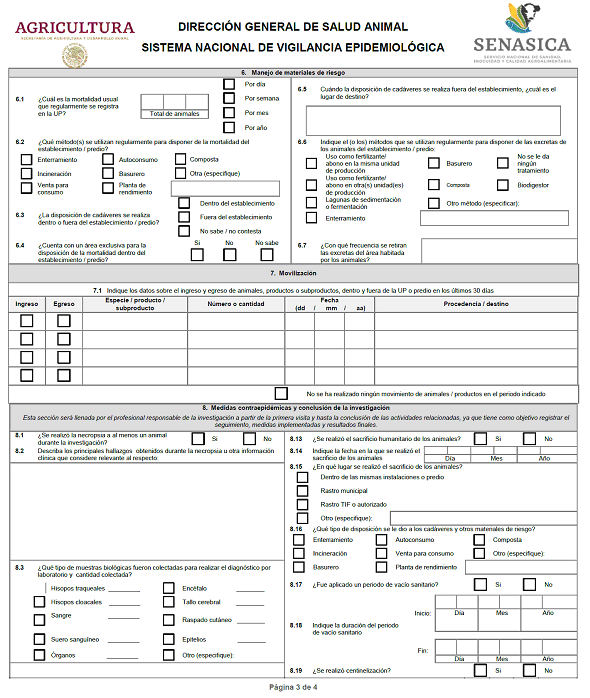 AGRICULTURA
SECRETARÍA DE AGRICULTURA Y DESARROLLO RURAL
DIRECCIÓN GENERAL DE SALUD ANIMAL
SISTEMA NACIONAL DE VIGILANCIA EPIDEMIOLÓGICA
SENASICA
SERVICIO NACIONAL DE SANIDAD,
INOCUIDAD Y CALIDAD AGROALIMENTARIA
6. Manejo de materiales de riesgo
6.1 ¿Cuál es la mortalidad usual
que regularmente se registra
en la UP?
Total de animales
Por día
Por semana
Por mes
Por año
6.2 ¿Qué método(s) se utilizan regularmente para disponer de la mortalidad del
establecimiento / predio?
Enterramiento Autoconsumo Composta
Incineración Basurero Otra (especifique)
Venta para
consumo
Planta de
rendimiento
6.3 ¿La disposición de cadáveres se realiza
dentro o fuera del establecimiento / predio?
Dentro del establecimiento
Fuera del establecimiento
No sabe / no contesta
6.4 ¿Cuenta con un área exclusiva para la
disposición de la mortalidad dentro del
establecimiento / predio?
Si No No sabe
6.5 Cuándo la disposición de cadáveres se realiza fuera del establecimiento, ¿cuál es el
lugar de destino?
6.6 Indique el (o los) métodos que se utilizan regularmente para disponer de las excretas de
los animales del establecimiento / predio:
Uso como fertilizante/
abono en la misma unidad
de producción
Basurero
No se le da
ningún
tratamiento
Uso como fertilizante/
abono en otra(s) unidad(es)
de producción
Composta
Biodigestor
Lagunas de sedimentación
o fermentación
Otro método (especificar):
Enterramiento
6.7 ¿Con qué frecuencia se retiran
las excretas del área habitada
por los animales?
7. Movilización
7.1 Indique los datos sobre el ingreso y egreso de animales, productos o subproductos, dentro y fuera de la UP o predio en los últimos 30 días
Ingreso Egreso Especie / producto /
subproducto
Número o cantidad
Fecha
(dd / mm / aa)
Procedencia / destino
No se ha realizado ningún movimiento de animales / productos en el periodo indicado
8. Medidas contraepidémicas y conclusión de la investigación
Esta sección será llenada por el profesional responsable de la investigación a partir de la primera visita y hasta la conclusión de las actividades relacionadas, ya que tiene como objetivo registrar el
seguimiento, medidas implementadas y resultados finales.
8.1 ¿Se realizó la necropsia a al menos un animal
durante la investigación?
Si No
8.2 Describa los principales hallazgos obtenidos durante la necropsia u otra información
clínica que considere relevante al respecto:
8.3 ¿Qué tipo de muestras biológicas fueron colectadas para realizar el diagnóstico por
laboratorio y cantidad colectada?
Hisopos traqueales Encéfalo
Hisopos cloacales Tallo cerebral
Sangre Raspado cutáneo
Suero sanguíneo Epitelios
Órganos Otro (especifique):
8.13 ¿Se realizó el sacrificio humanitario de los animales? Si No
8.14 Indique la fecha en la que se realizó el
sacrificio de los animales
Día Mes Año
8.15 ¿En qué lugar se realizó el sacrificio de los animales?
Dentro de las mismas instalaciones o predio
Rastro municipal
Rastro TIF o autorizado
Otro (especifique):
8.16 ¿Qué tipo de disposición se le dio a los cadáveres y otros materiales de riesgo?
Enterramiento Autoconsumo Composta
Incineración Venta para consumo Otro (especifique):
Basurero Planta de rendimiento
8.17 ¿Fue aplicado un periodo de vacío sanitario? Si No
8.18 Indique la duración del periodo
de vacío sanitario
Inicio:
Día Mes Año
Fin:
Día Mes Año
8.19 ¿Se realizó centinelización? Si No
Página 3 de 4